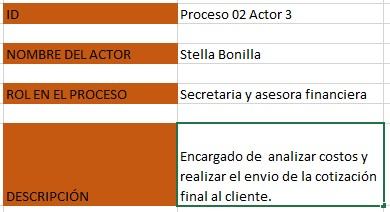 ID Proceso 02 Actor 3
NOMBRE DEL ACTOR Stella Bonilla
ROL EN EL PROCESO Secretaria y asesora financiera
Encargado de analizar costos y
realizar el envio de la cotización
DESCRIPCIÓN final al cliente.